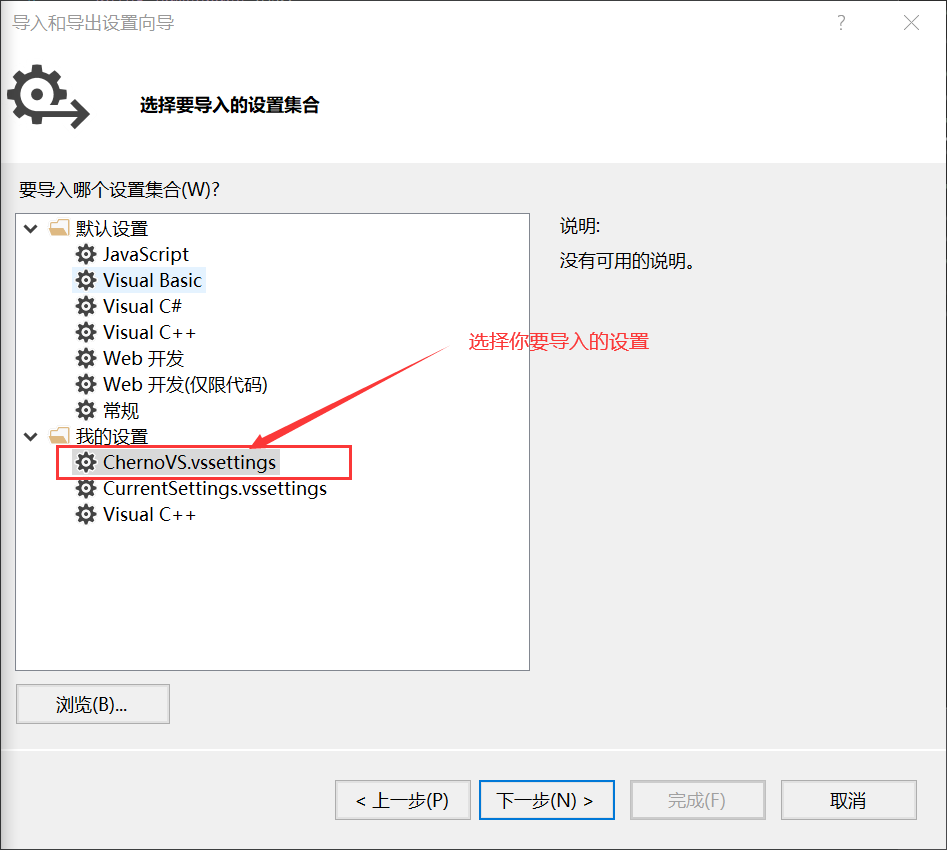 导入和导出设置向导
?
选择要导入的设置集合
要导入哪个设置集合(W)?
默认设置
JavaScript
Visual Basic
Visual C#
Visual C++
Web 开发
Web 开发(仅限代码)
常规
我的设置
ChernoVS.vssettings
CurrentSettings.vssettings
Visual C++
说明:
没有可用的说明。
选择你要导入的设置
浏览(B)...
< 上一步(P)
下一步(N) >
完成(F)
取消